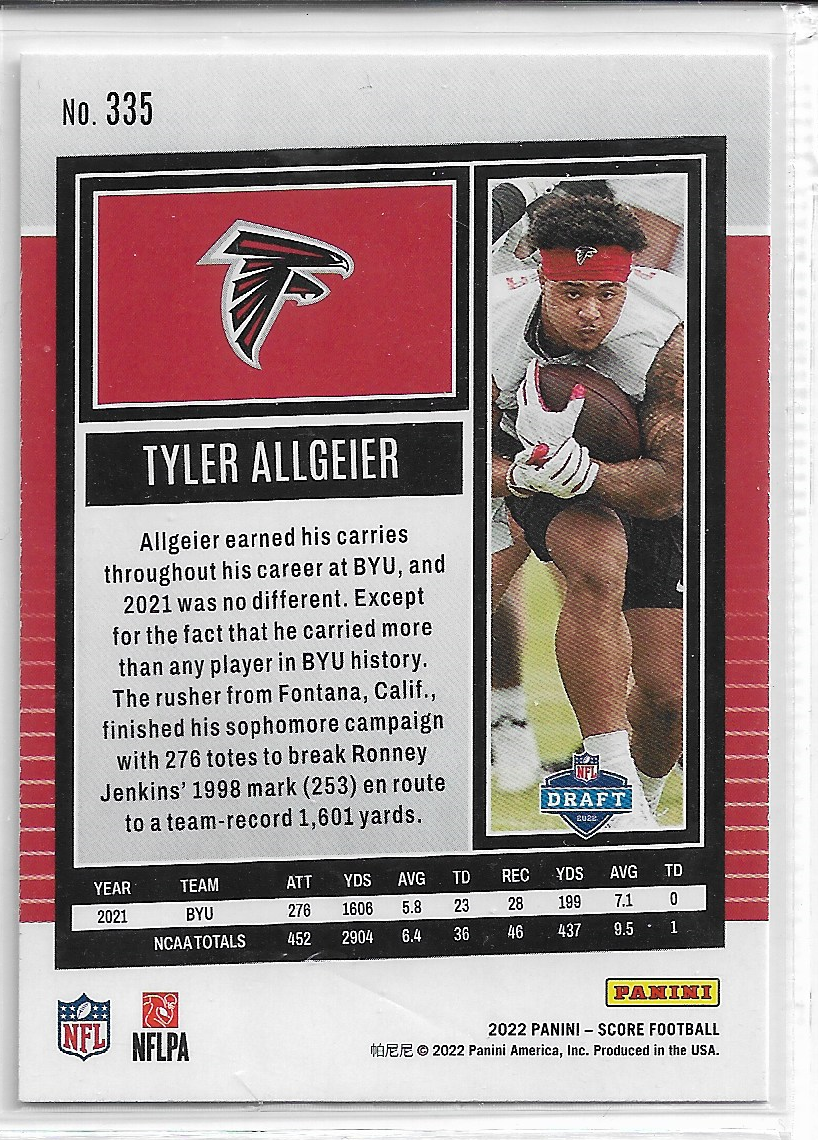 No. 335
TYLER ALLGEIER
Allgeier earned his carries
throughout his career at BYU, and
2021 was no different. Except
for the fact that he carried more
than any player in BYU history.
The rusher from Fontana, Calif.,
finished his sophomore campaign
with 276 totes to break Ronney
Jenkins' 1998 mark (253) en route
to a team-record 1,601 yards.
NFL
DRAFT
2022
YEAR TEAM ATT YDS AVG TD REC YDS AVG TD
2021 BYU 276 1606 5.8 23 28 199 7.1 0
NCAA TOTALS 452 2904 6.4 36 46 437 9.5 1
NFL
NFLPA
PANINI
2022 PANINI – SCORE FOOTBALL
帕尼尼 © 2022 Panini America, Inc. Produced in the USA.